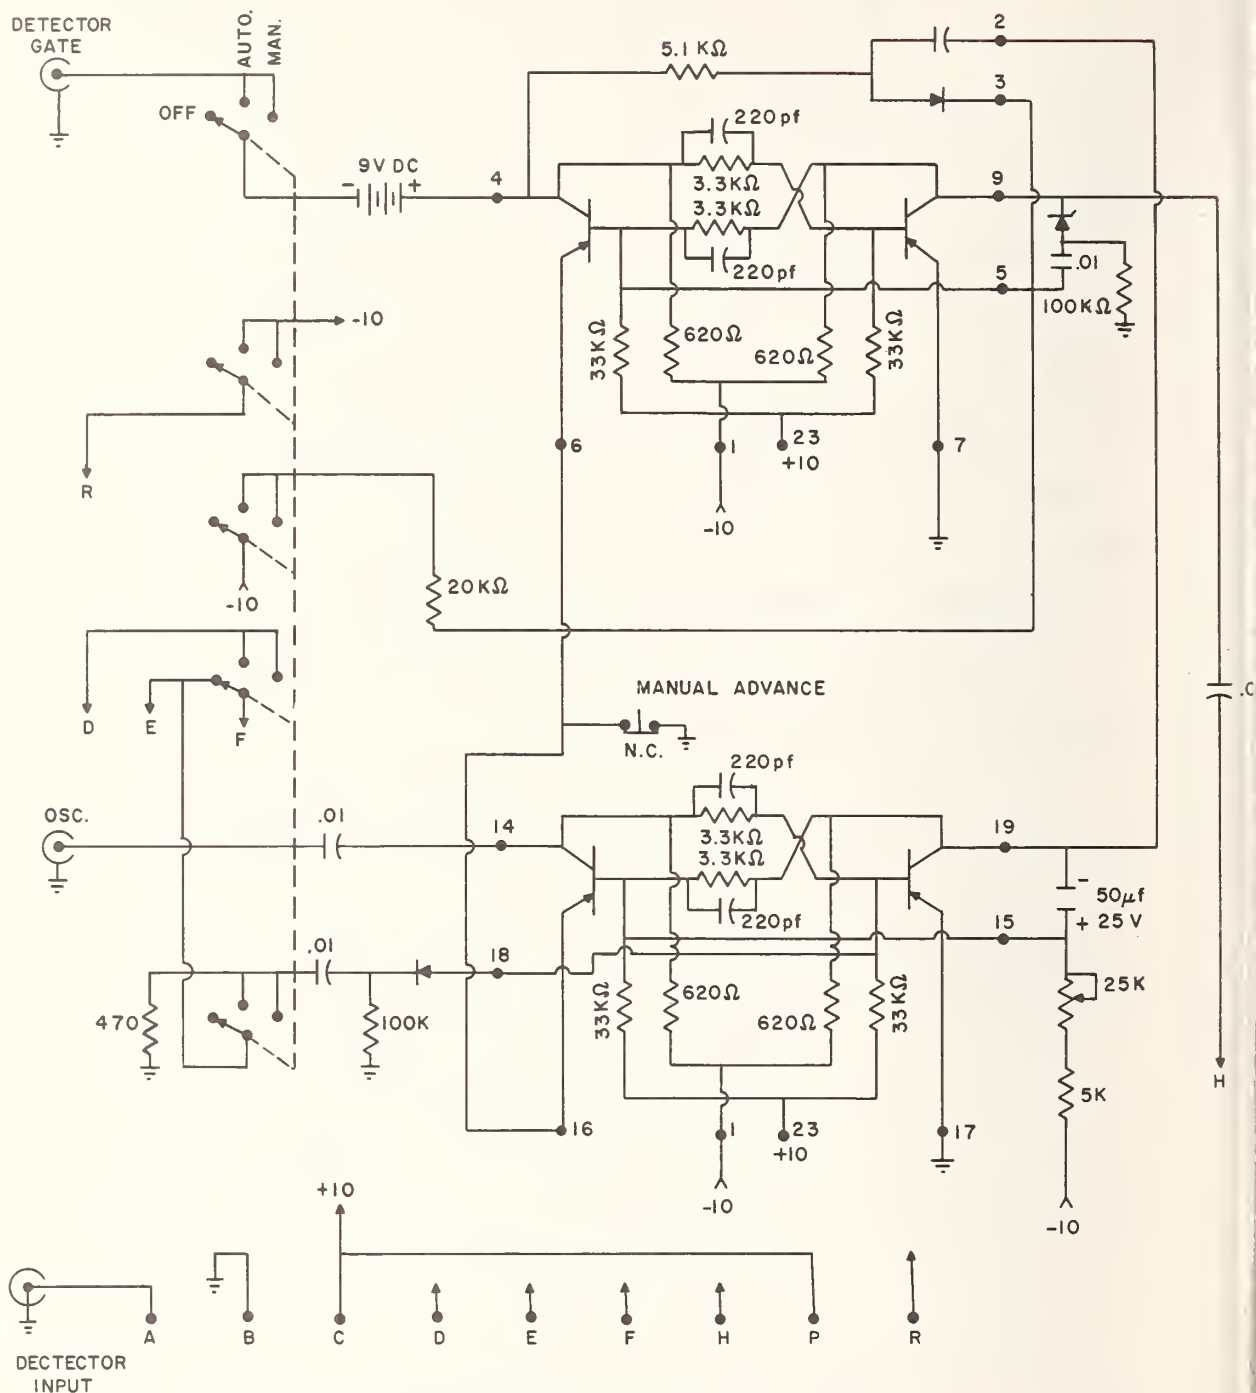 DETECTOR
GATE
AUTO.
MAN.
OFF
9V DC
- +
4
5.1 KΩ
2
3
220pf
3.3KΩ
3.3KΩ
220pf
9
.01
5
100KΩ
33KΩ
620Ω
620Ω
33KΩ
-10
R
6
1
23
+10
7
-10
-10
20KΩ
D
E
F
MANUAL ADVANCE
N.C.
OSC.
.01
14
220pf
3.3KΩ
3.3KΩ
220pf
19
-
50µf
+ 25V
15
.01
18
25K
470
100K
33KΩ
620Ω
620Ω
33KΩ
5K
H
16
1
23
+10
17
-10
-10
+10
A
B
C
D
E
F
H
P
R
DECTECTOR
INPUT